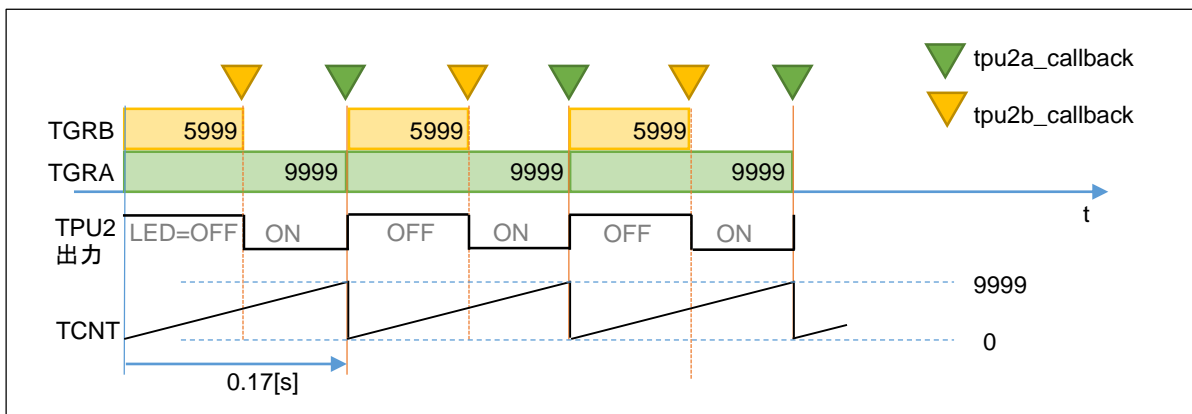 tpu2a_callback
tpu2b_callback
TGRB 5999 5999 5999
TGRA 9999 9999 9999
t
TPU2
出力
LED=OFF ON OFF ON OFF ON
9999
TCNT
0
0.17[s]